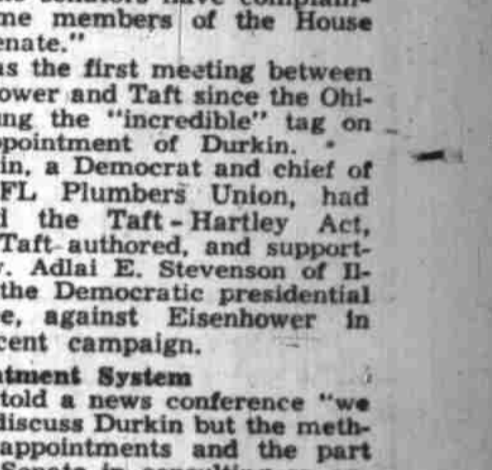 me members of the House
enate."
as the first meeting between
ower and Taft since the Ohi-
ung the "incredible" tag on
ppointment of Durkin.
in, a Democrat and chief of
FL Plumbers Union, had
d the Taft-Hartley Act,
Taft authored, and support-
v. Adlai E. Stevenson of Il-
the Democratic presidential
e, against Eisenhower in
cent campaign.
tment System
told a news conference "we
discuss Durkin but the meth-
appointments and the part